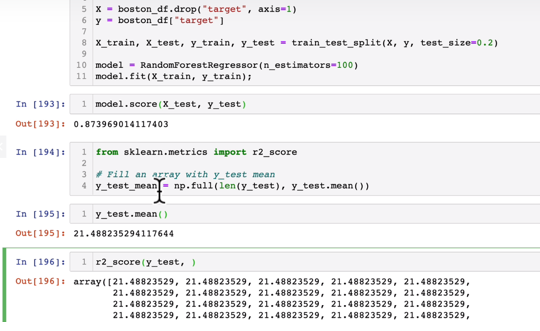 5 X = boston_df.drop("target", axis=1)
6 y = boston_df["target"]
7
8 X_train, X_test, y_train, y_test = train_test_split(X, y, test_size=0.2)
9
10 model = RandomForestRegressor(n_estimators=100)
11 model.fit(X_train, y_train);
In [193]: 1 model.score(X_test, y_test)
Out[193]: 0.873969014117403
In [194]: 1 from sklearn.metrics import r2_score
2
3 # Fill an array with y_test mean
4 y_test_mean = np.full(len(y_test), y_test.mean())
In [195]: 1 y_test.mean()
Out[195]: 21.488235294117644
In [196]: 1 r2_score(y_test, )
Out[196]: array([21.48823529, 21.48823529, 21.48823529, 21.48823529, 21.48823529,
21.48823529, 21.48823529, 21.48823529, 21.48823529, 21.48823529,
21.48823529, 21.48823529, 21.48823529, 21.48823529, 21.48823529,
21.48823529, 21.48823529, 21.48823529, 21.48823529, 21.48823529,